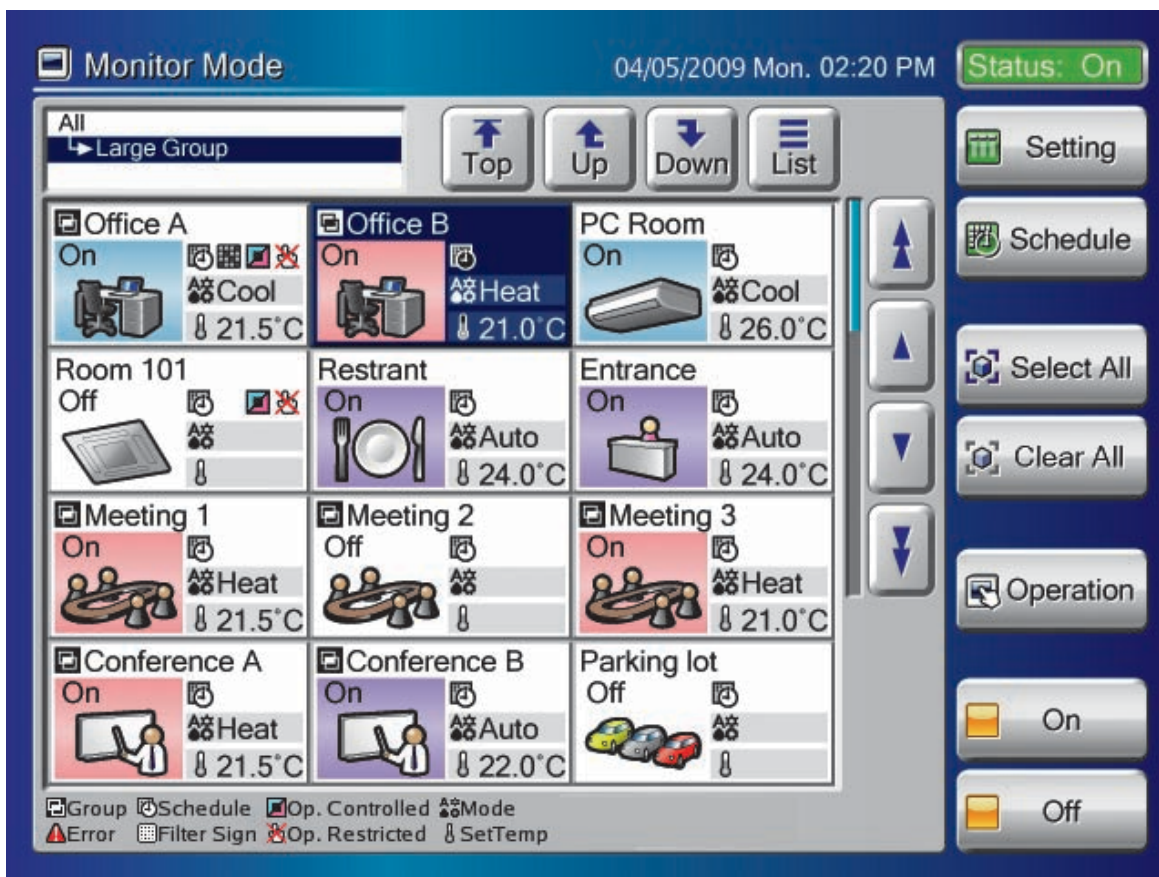 Monitor Mode
04/05/2009 Mon. 02:20 PM
Status: On
All
Large Group
Top
Up
Down
List
Setting
Schedule
Select All
Clear All
Operation
On
Off
Office A
On
Cool
21.5°C
Office B
On
Heat
21.0°C
PC Room
On
Cool
26.0°C
Room 101
Off
Restrant
On
Auto
24.0°C
Entrance
On
Auto
24.0°C
Meeting 1
On
Heat
21.5°C
Meeting 2
Off
Meeting 3
On
Heat
21.0°C
Conference A
On
Heat
21.5°C
Conference B
On
Auto
22.0°C
Parking lot
Off
Group Schedule Op. Controlled Mode
Error Filter Sign Op. Restricted SetTemp